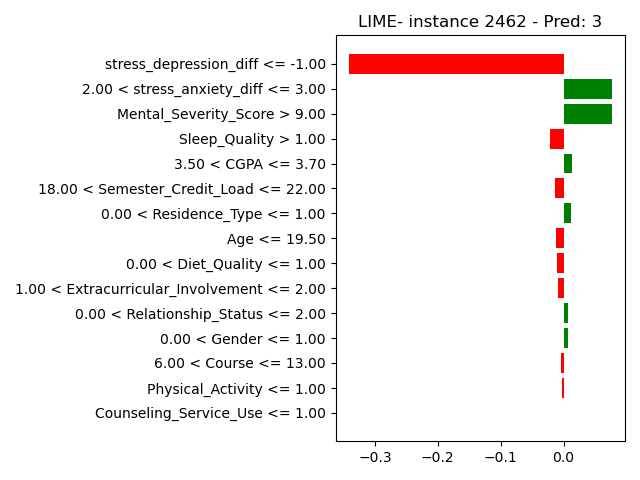 LIME- instance 2462 - Pred: 3
stress_depression_diff <= -1.00
2.00 < stress_anxiety_diff <= 3.00
Mental_Severity_Score > 9.00
Sleep_Quality > 1.00
3.50 < CGPA <= 3.70
18.00 < Semester_Credit_Load <= 22.00
0.00 < Residence_Type <= 1.00
Age <= 19.50
0.00 < Diet_Quality <= 1.00
1.00 < Extracurricular_Involvement <= 2.00
0.00 < Relationship_Status <= 2.00
0.00 < Gender <= 1.00
6.00 < Course <= 13.00
Physical_Activity <= 1.00
Counseling_Service_Use <= 1.00
−0.3 −0.2 −0.1 0.0